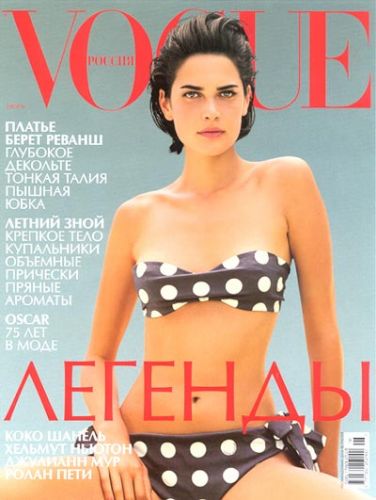 VOGUE
РОССИЯ
ПЛАТЬЕ
БЕРЕТ РЕВАНШ
ГЛУБОКОЕ
ДЕКОЛЬТЕ
ТОНКАЯ ТАЛИЯ
ПЫШНАЯ
ЮБКА
ЛЕТНИЙ ЗНОЙ
КРЕПКОЕ ТЕЛО
КУПАЛЬНИКИ
ОБЪЕМНЫЕ
ПРИЧЕСКИ
ПРЯНЫЕ
АРОМАТЫ
OSCAR
75 ЛЕТ
В МОДЕ
ЛЕГЕНДЫ
КОКО ШАНЕЛЬ
ХЕЛЬМУТ НЬЮТОН
ДЖУЛИАНН МУР
РОЛАН ПЕТИ